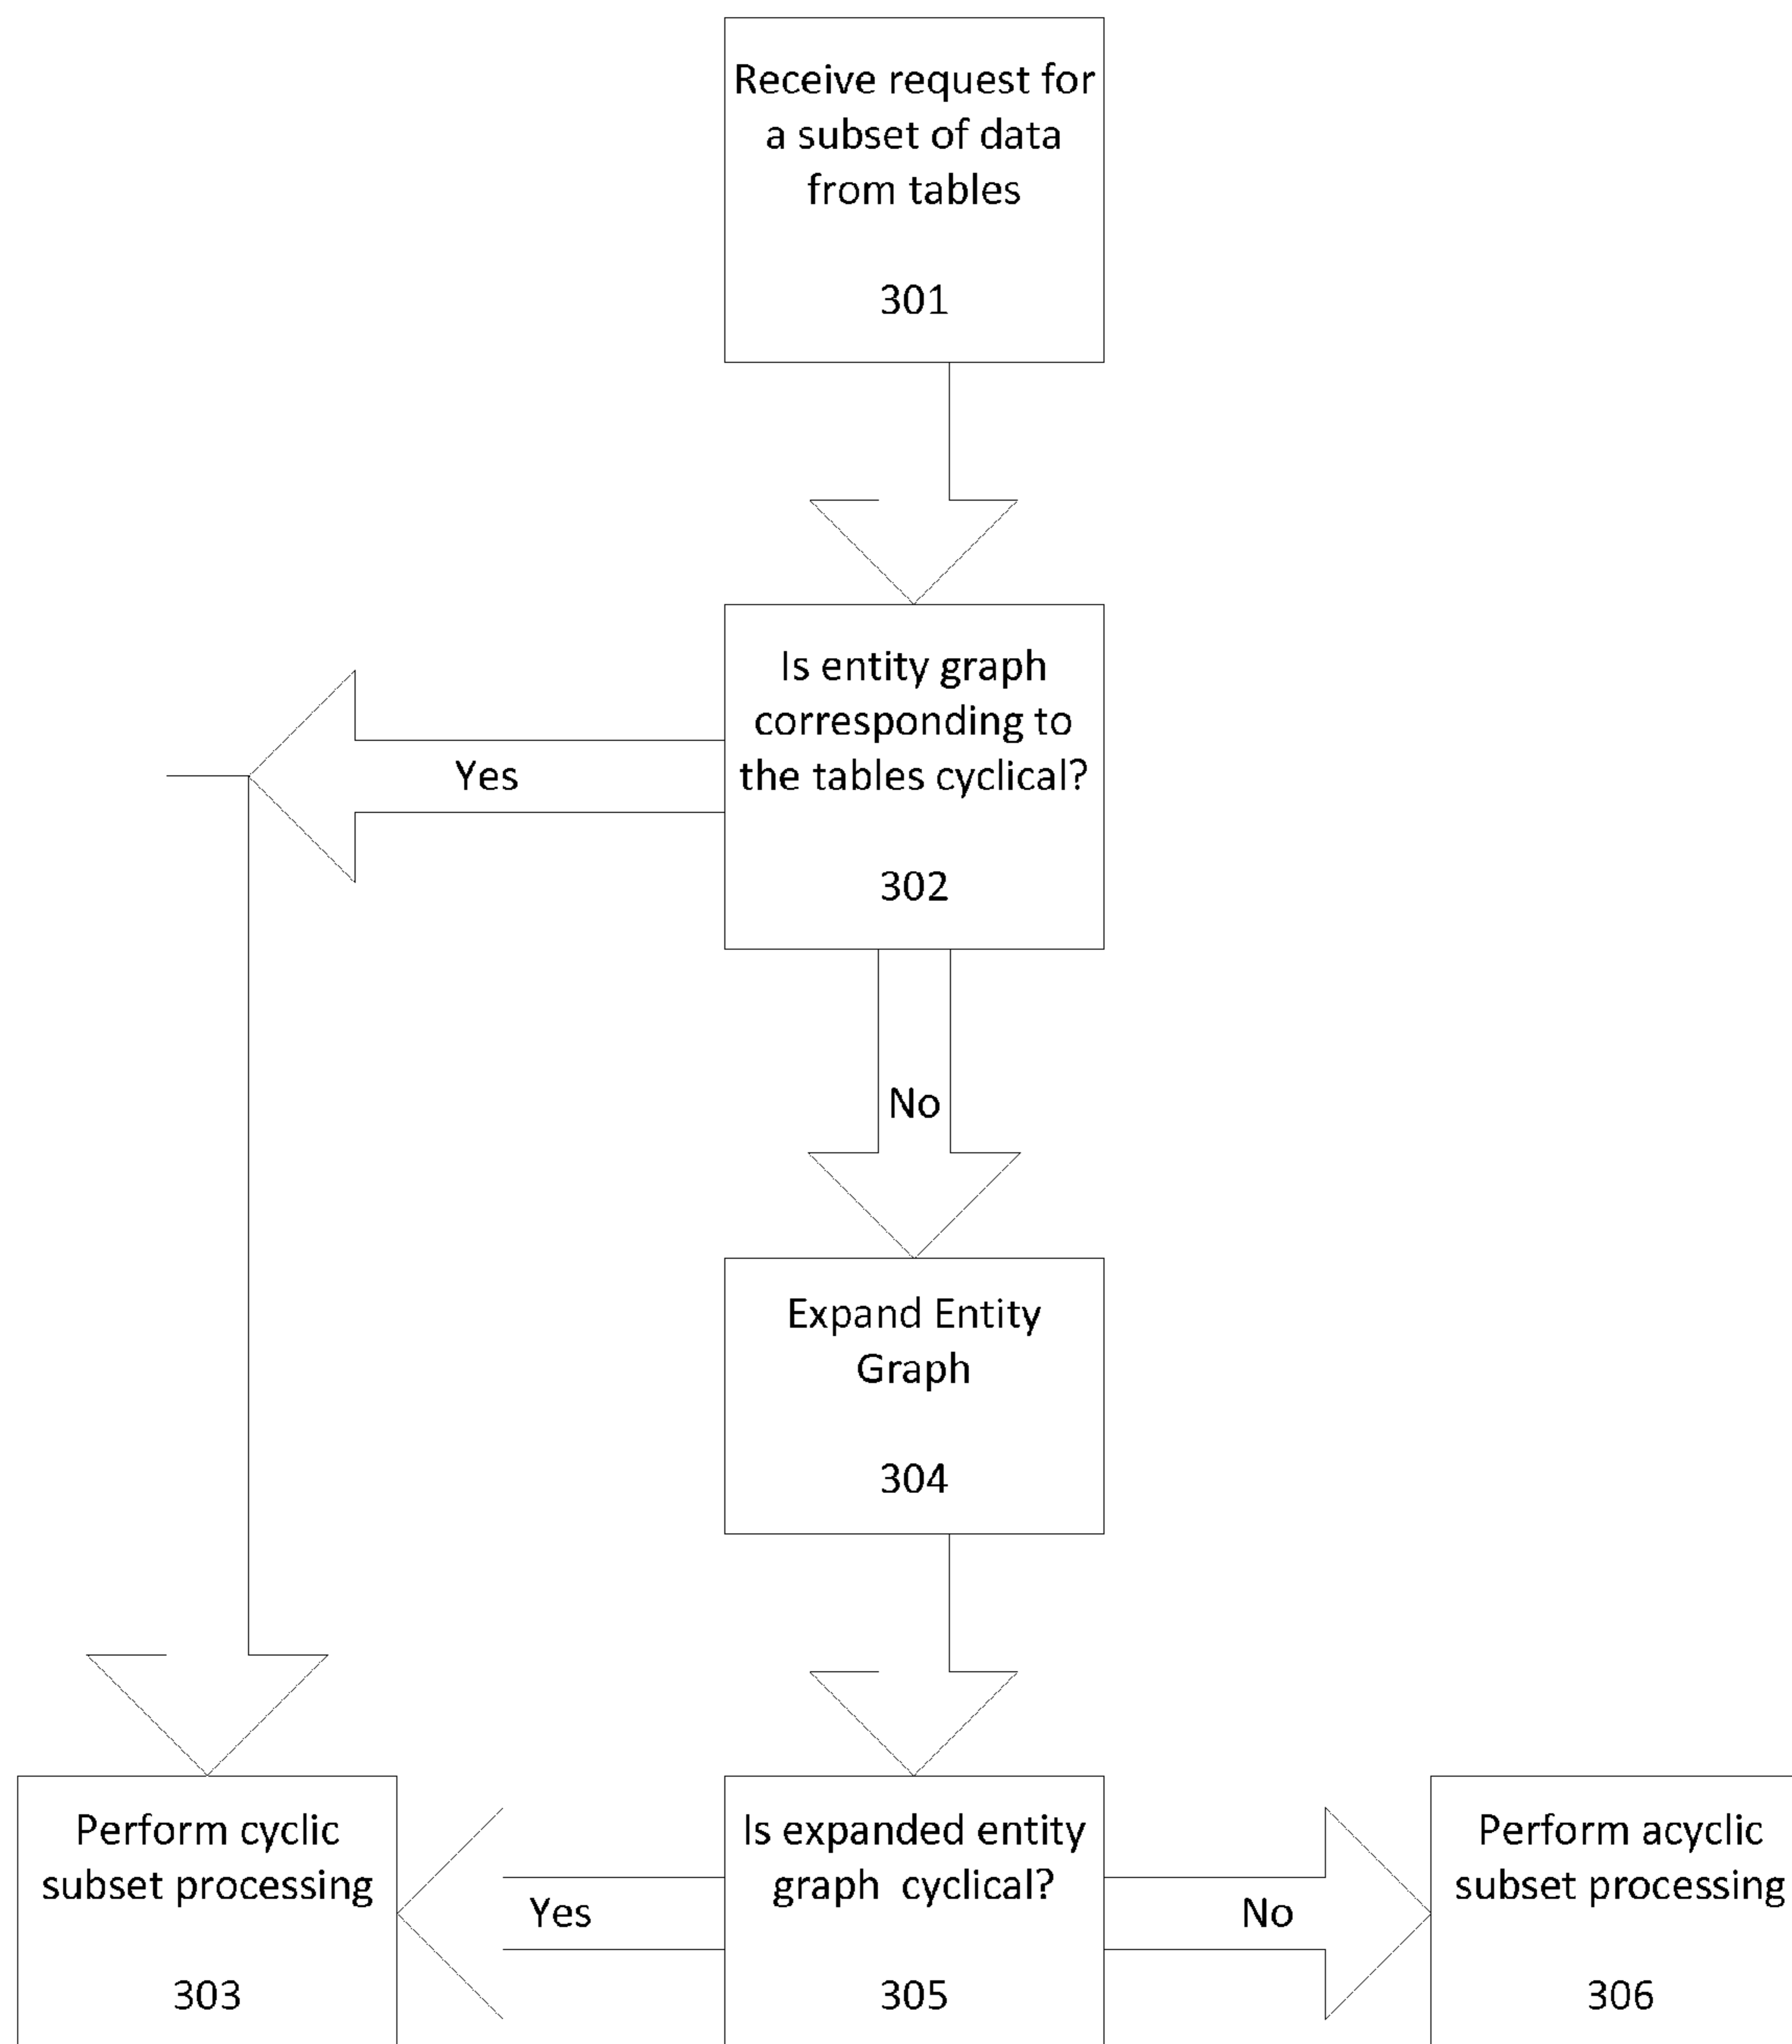 Receive request for
a subset of data
from tables
301
Is entity graph
corresponding to
the tables cyclical?
302
Yes
No
Expand Entity
Graph
304
Perform cyclic
subset processing
303
Yes
Is expanded entity
graph cyclical?
305
No
Perform acyclic
subset processing
306